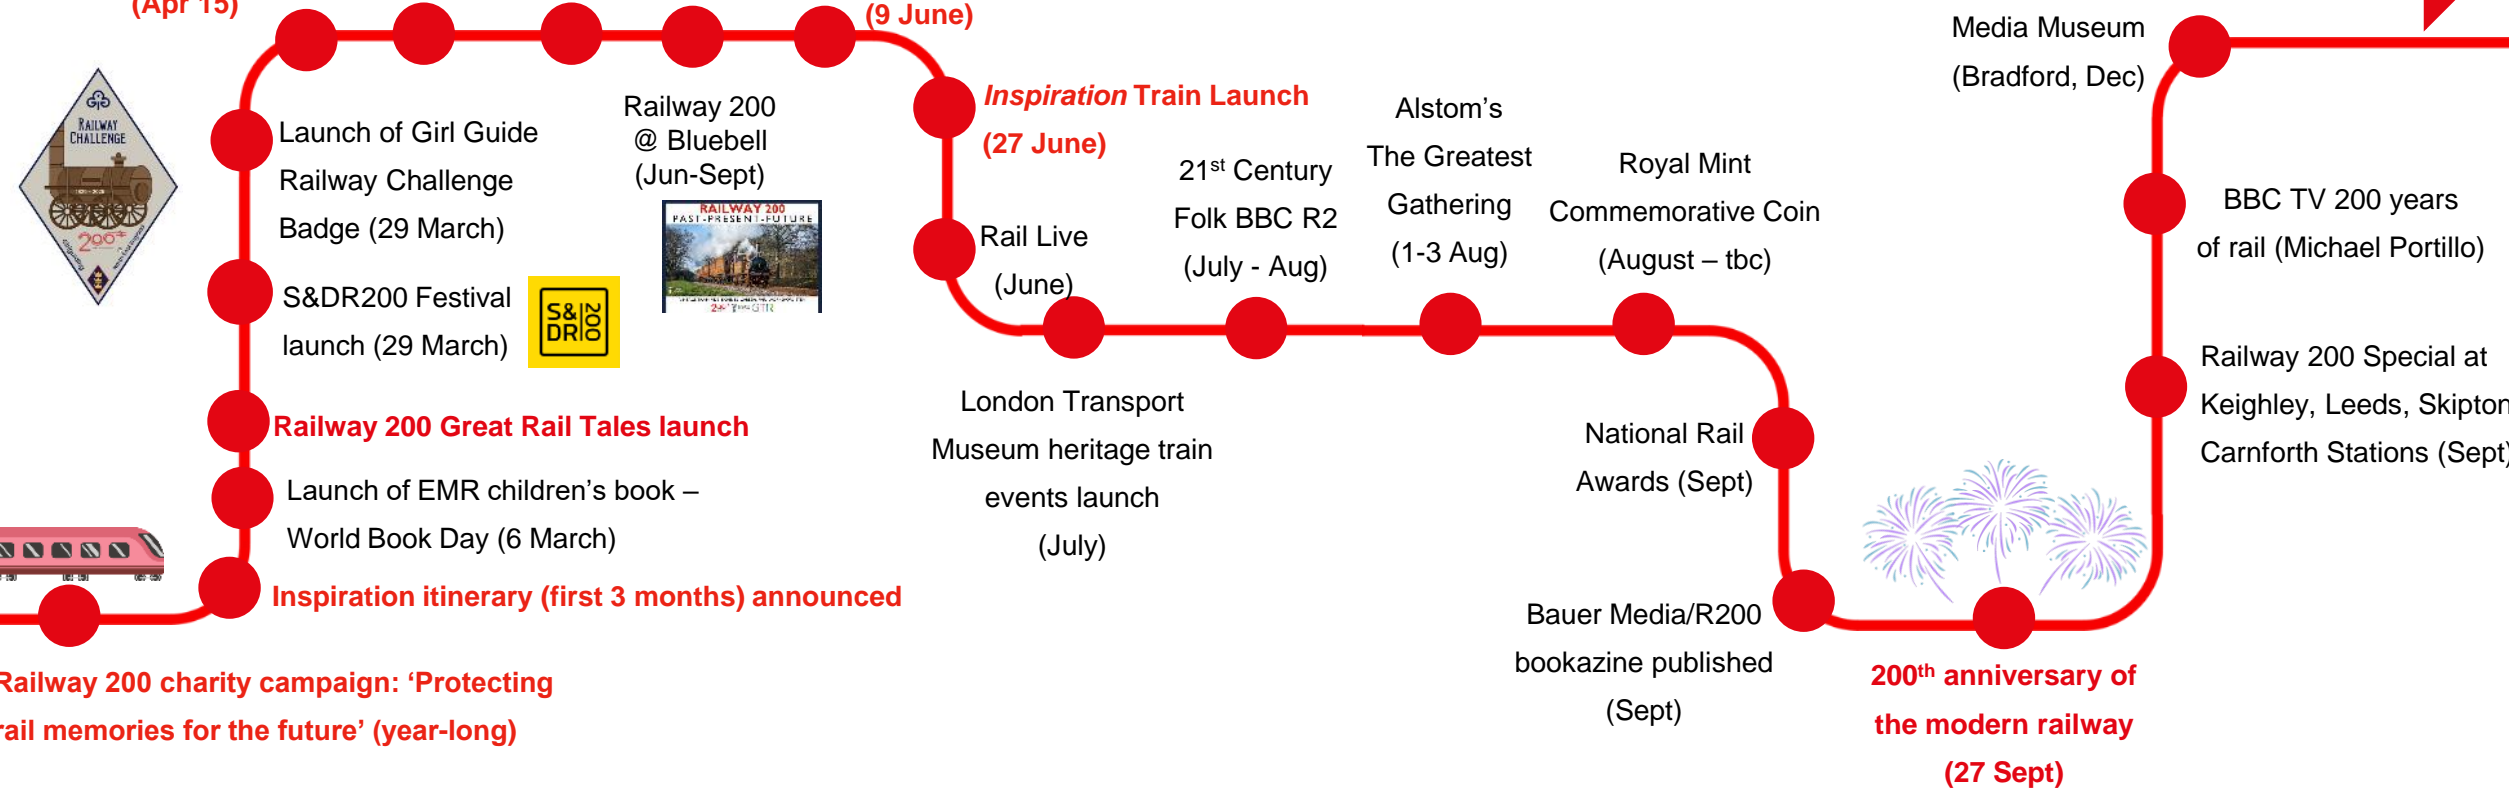 (Apr 15)
(9 June)
RAILWAY
CHALLENGE
200
Launch of Girl Guide
Railway Challenge
Badge (29 March)
S&DR200 Festival
launch (29 March)
S&
DR
200
Railway 200 Great Rail Tales launch
Launch of EMR children’s book –
World Book Day (6 March)
Inspiration itinerary (first 3 months) announced
Railway 200 charity campaign: ‘Protecting
rail memories for the future’ (year-long)
Railway 200
@ Bluebell
(Jun-Sept)
RAILWAY 200
PAST-PRESENT-FUTURE
Inspiration Train Launch
(27 June)
Rail Live
(June)
London Transport
Museum heritage train
events launch
(July)
21st Century
Folk BBC R2
(July - Aug)
Alstom’s
The Greatest
Gathering
(1-3 Aug)
Royal Mint
Commemorative Coin
(August – tbc)
National Rail
Awards (Sept)
Bauer Media/R200
bookazine published
(Sept)
200th anniversary of
the modern railway
(27 Sept)
Railway 200 Special at
Keighley, Leeds, Skipton
Carnforth Stations (Sept)
BBC TV 200 years
of rail (Michael Portillo)
Media Museum
(Bradford, Dec)